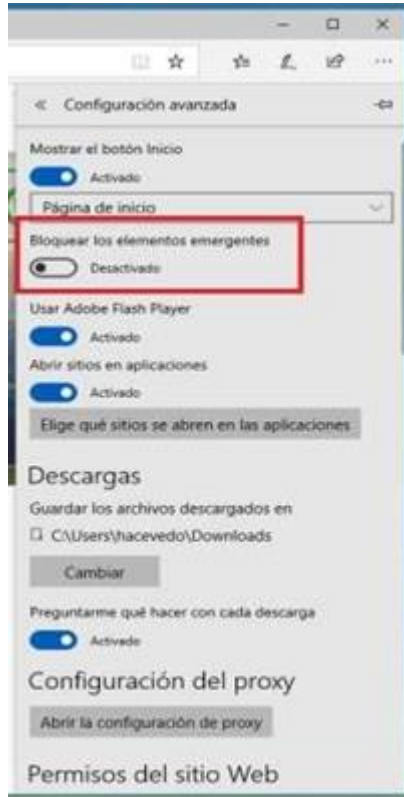 Configuración avanzada
Mostrar el botón Inicio
Activado
Página de inicio
Bloquear los elementos emergentes
Desactivado
Usar Adobe Flash Player
Activado
Abrir sitios en aplicaciones
Activado
Elige qué sitios se abren en las aplicaciones
Descargas
Guardar los archivos descargados en
C:\Users\hacevedo\Downloads
Cambiar
Preguntarme qué hacer con cada descarga
Activado
Configuración del proxy
Abrir la configuración de proxy
Permisos del sitio Web